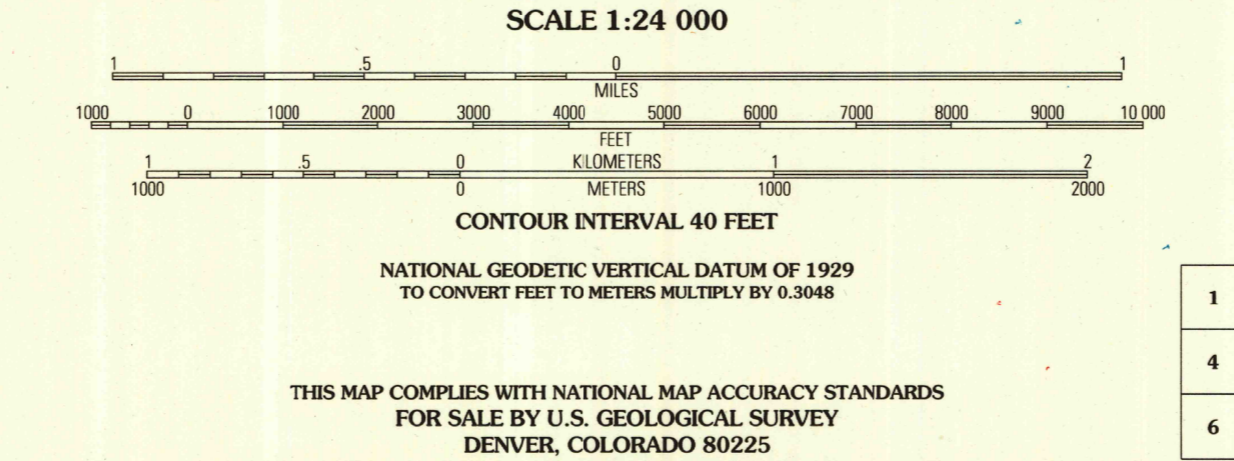 SCALE 1:24 000
1 .5 0 1
MILES
1000 0 1000 2000 3000 4000 5000 6000 7000 8000 9000 10 000
FEET
1 .5 0 KILOMETERS 1 2
1000 0 METERS 1000 2000
CONTOUR INTERVAL 40 FEET
NATIONAL GEODETIC VERTICAL DATUM OF 1929
TO CONVERT FEET TO METERS MULTIPLY BY 0.3048
1
4
THIS MAP COMPLIES WITH NATIONAL MAP ACCURACY STANDARDS
FOR SALE BY U.S. GEOLOGICAL SURVEY
6
DENVER, COLORADO 80225